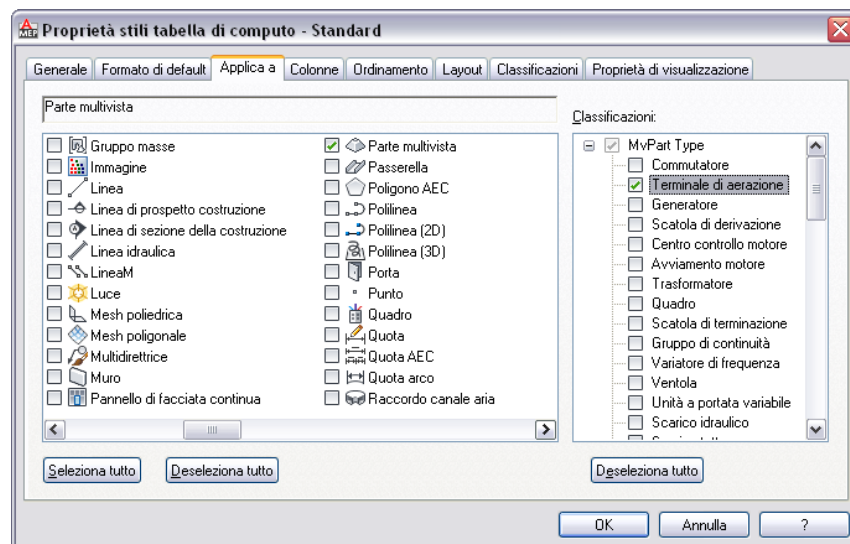 Proprietà stili tabella di computo - Standard
Generale Formato di default Applica a Colonne Ordinamento Layout Classificazioni Proprietà di visualizzazione
Parte multivista
Gruppo masse
Immagine
Linea
Linea di prospetto costruzione
Linea di sezione della costruzione
Linea idraulica
LineaM
Luce
Mesh poliedrica
Mesh poligonale
Multidirettrice
Muro
Pannello di facciata continua
Parte multivista
Passerella
Poligono AEC
Polilinea
Polilinea (2D)
Polilinea (3D)
Porta
Punto
Quadro
Quota
Quota AEC
Quota arco
Raccordo canale aria
Seleziona tutto Deseleziona tutto
Classificazioni:
MvPart Type
Commutatore
Terminale di aerazione
Generatore
Scatola di derivazione
Centro controllo motore
Avviamento motore
Trasformatore
Quadro
Scatola di terminazione
Gruppo di continuità
Variatore di frequenza
Ventola
Unità a portata variabile
Scarico idraulico
Deseleziona tutto
OK Annulla ?